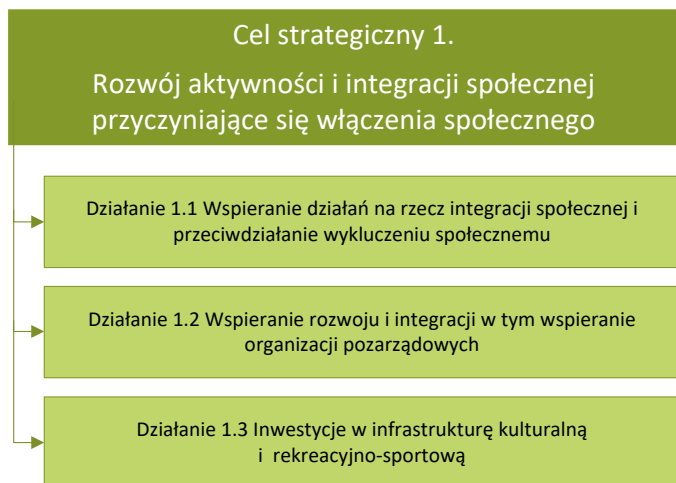 Cel strategiczny 1.
Rozwój aktywności i integracji społecznej
przyczyniające się włączenia społecznego
Działanie 1.1 Wspieranie działań na rzecz integracji społecznej i
przeciwdziałanie wykluczeniu społecznemu
Działanie 1.2 Wspieranie rozwoju i integracji w tym wspieranie
organizacji pozarządowych
Działanie 1.3 Inwestycje w infrastrukturę kulturalną
i rekreacyjno-sportową